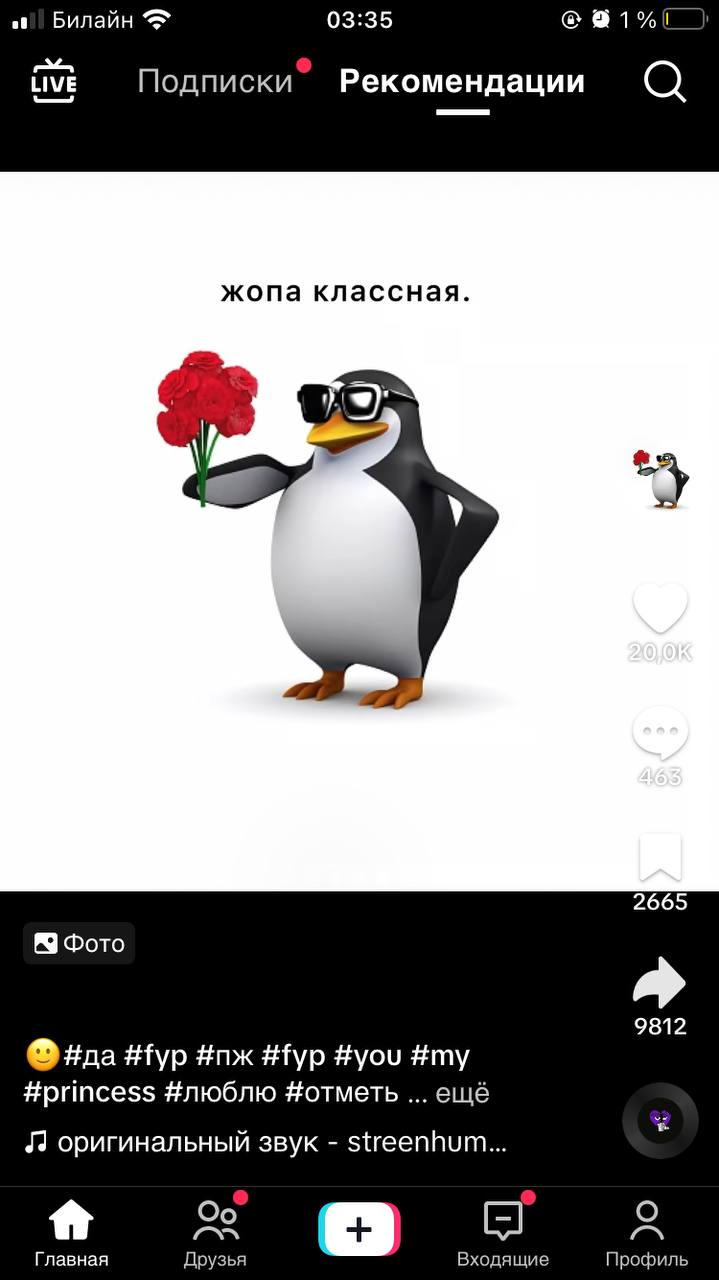 Билайн 03:35 1 %
LIVE Подписки Рекомендации
жопа классная.
20,0K
463
2665
Фото
9812
#да #fyp #пж #fyp #you #my
#princess #люблю #отметь ... ещё
оригинальный звук - streenhum...
Главная Друзья Входящие Профиль